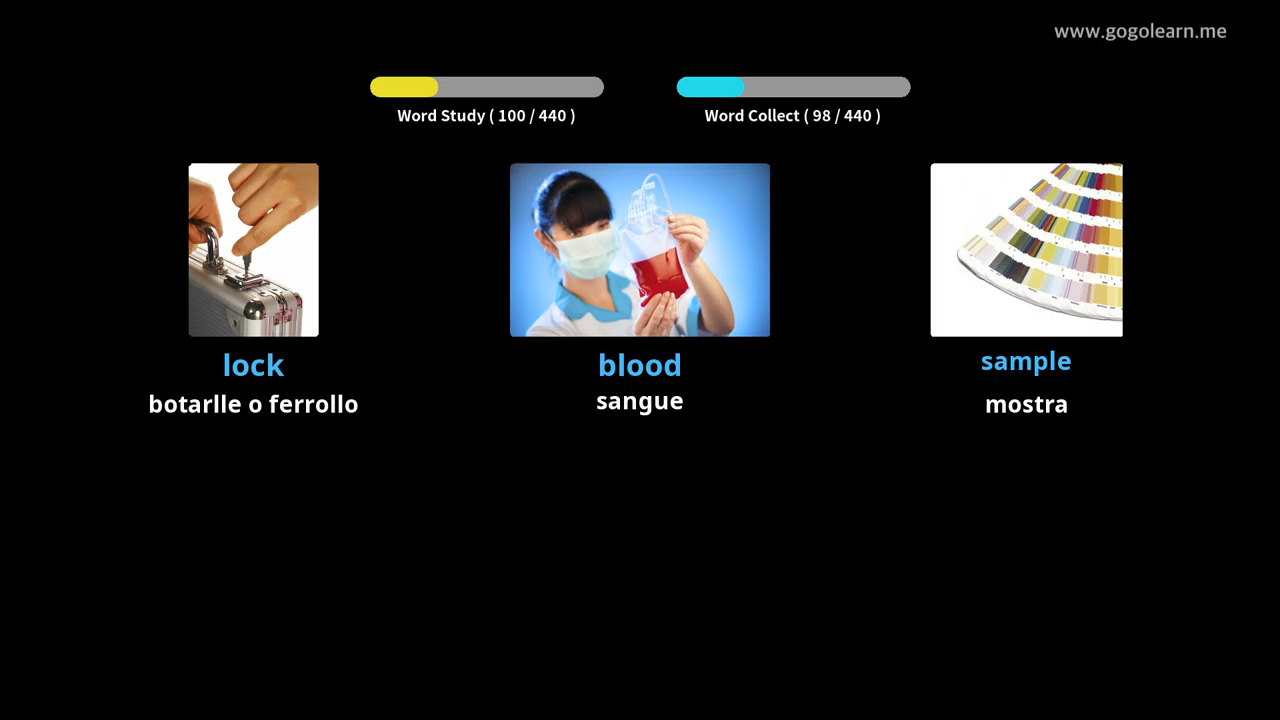 www.gogolearn.me
Word Study ( 100 / 440 )
Word Collect ( 98 / 440 )
lock
botarlle o ferrollo
blood
sangue
sample
mostra